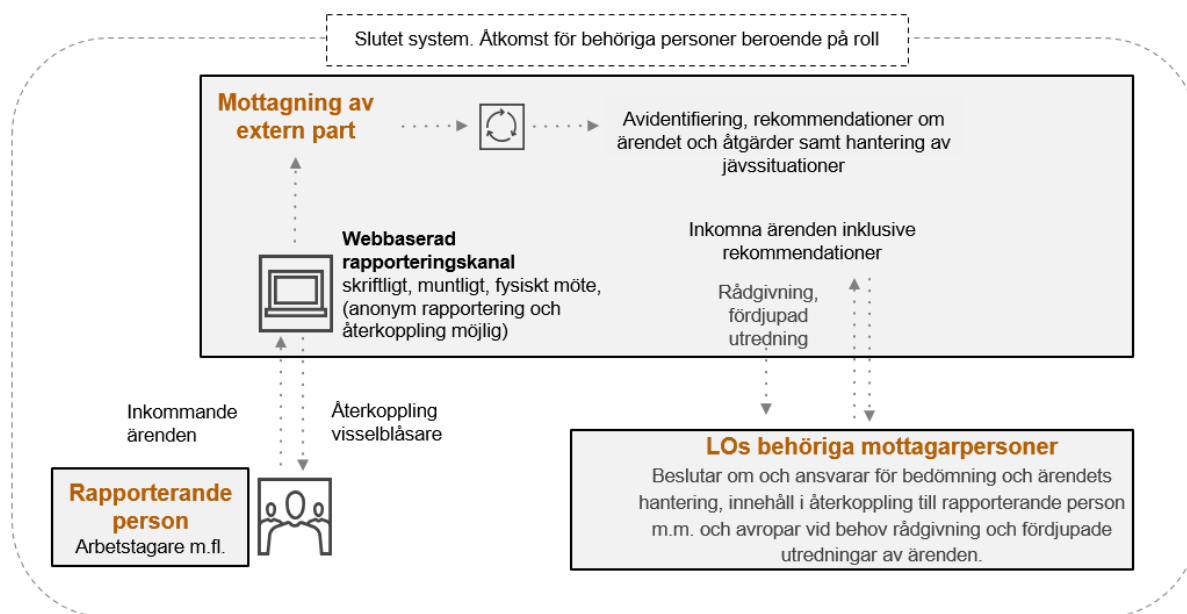 Slutet system. Åtkomst för behöriga personer beroende på roll
Mottagning av
extern part
Avidentifiering, rekommendationer om
ärendet och åtgärder samt hantering av
jävssituationer
Webbaserad
rapporteringskanal
skriftligt, muntligt, fysiskt möte,
(anonym rapportering och
återkoppling möjlig)
Inkomna ärenden inklusive
rekommendationer
Rådgivning,
fördjupad
utredning
Inkommande
ärenden
Återkoppling
visselblåsare
Rapporterande
person
Arbetstagare m.fl.
LOs behöriga mottagarpersoner
Beslutar om och ansvarar för bedömning och ärendets
hantering, innehåll i återkoppling till rapporterande person
m.m. och avropar vid behov rådgivning och fördjupade
utredningar av ärenden.